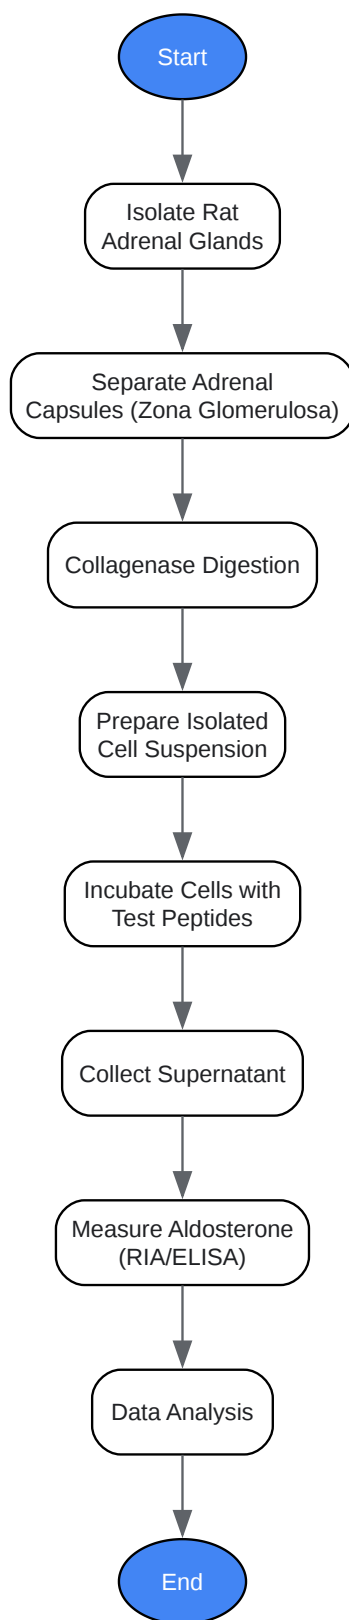 Start
Isolate Rat
Adrenal Glands
Separate Adrenal
Capsules (Zona Glomerulosa)
Collagenase Digestion
Prepare Isolated
Cell Suspension
Incubate Cells with
Test Peptides
Collect Supernatant
Measure Aldosterone
(RIA/ELISA)
Data Analysis
End